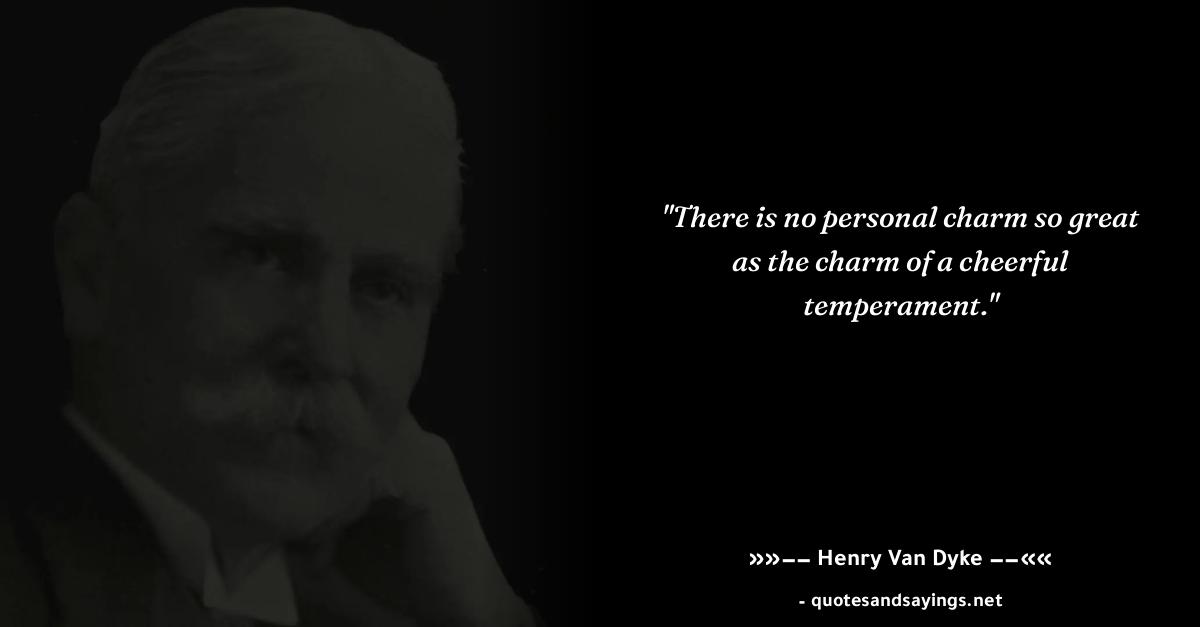 "There is no personal charm so great
as the charm of a cheerful
temperament."
»»–– Henry Van Dyke ––««
- quotesandsayings.net